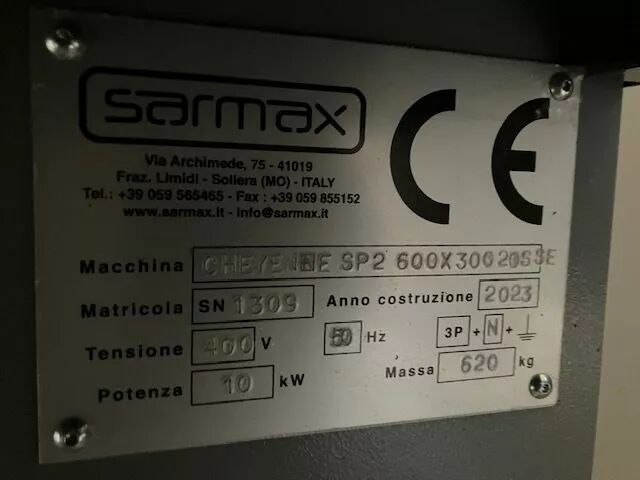 sarmax
CE
Via Archimede, 75 - 41019
Fraz. Limidi - Soliera (MO) - ITALY
Tel.: +39 059 565465 - Fax : +39 059 855152
www.sarmax.it - info@sarmax.it
Macchina CHEYENNE SP2 600X300
Matricola SN 1309 Anno costruzione 2023
Tensione 400 V 50 Hz 3P + N +
Potenza 10 kW Massa 620 kg